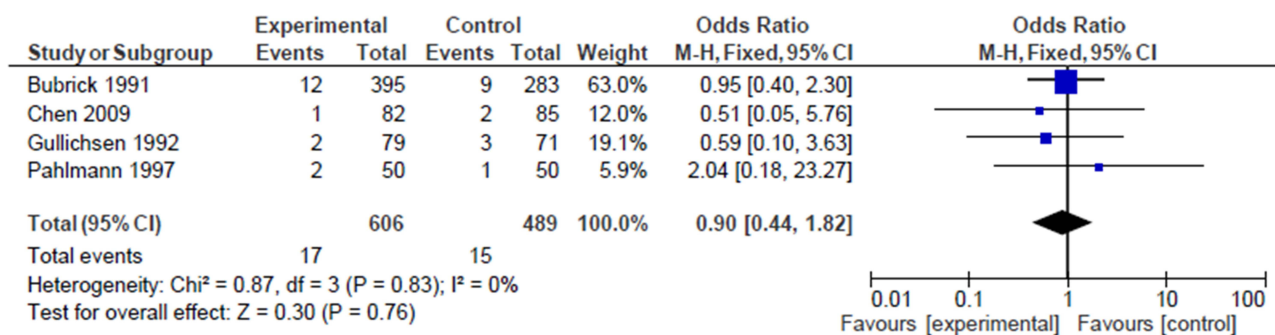 Experimental Control Odds Ratio Odds Ratio
Study or Subgroup Events Total Events Total Weight M-H, Fixed, 95% CI M-H, Fixed, 95% CI
Bubrick 1991 12 395 9 283 63.0% 0.95 [0.40, 2.30]
Chen 2009 1 82 2 85 12.0% 0.51 [0.05, 5.76]
Gullichsen 1992 2 79 3 71 19.1% 0.59 [0.10, 3.63]
Pahlmann 1997 2 50 1 50 5.9% 2.04 [0.18, 23.27]
Total (95% CI) 606 489 100.0% 0.90 [0.44, 1.82]
Total events 17 15
Heterogeneity: Chi² = 0.87, df = 3 (P = 0.83); I² = 0%
Test for overall effect: Z = 0.30 (P = 0.76)
0.01 0.1 1 10 100
Favours [experimental] Favours [control]